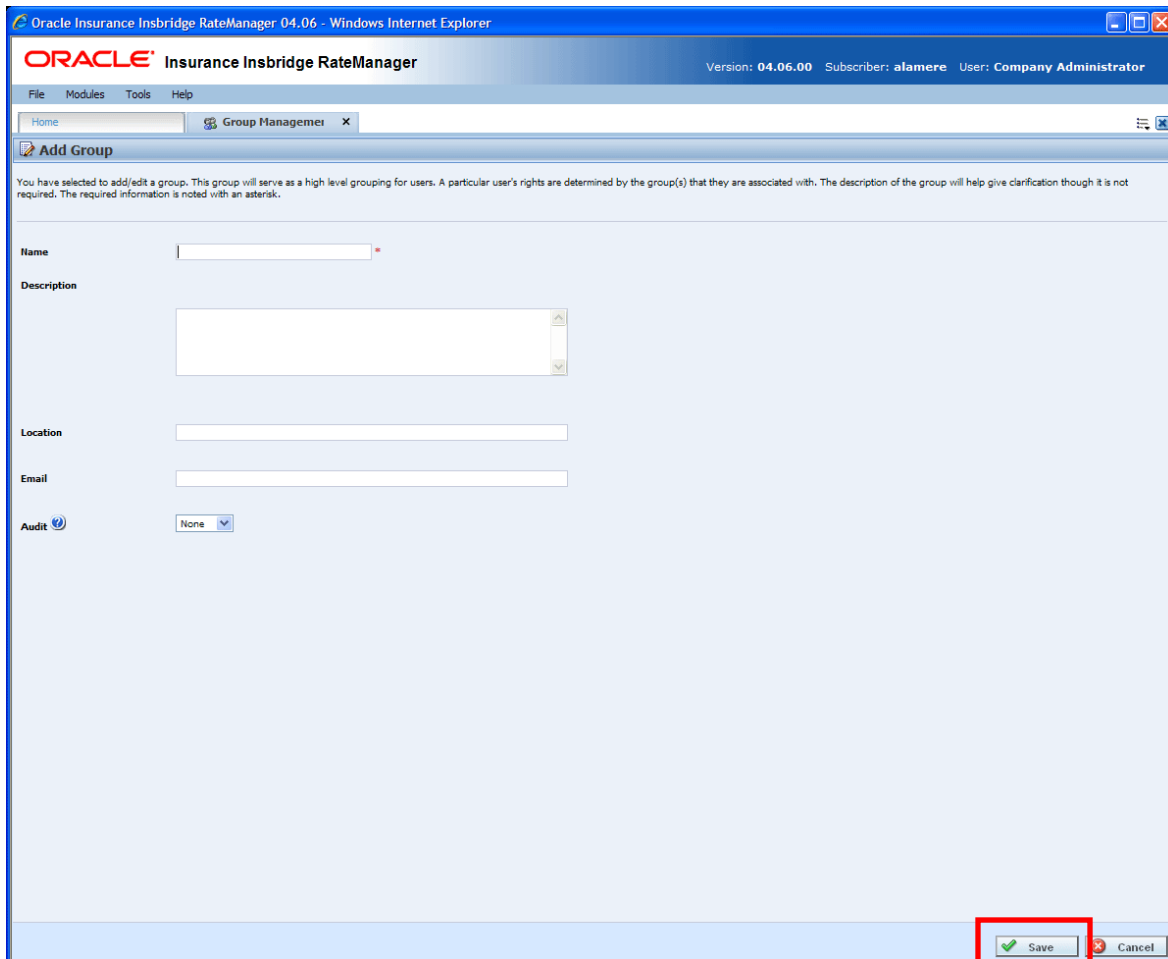 Oracle Insurance Insbridge RateManager 04.06 - Windows Internet Explorer
ORACLE Insurance Insbridge RateManager
Version: 04.06.00 Subscriber: alamere User: Company Administrator
File Modules Tools Help
Home Group Managemen
Add Group
You have selected to add/edit a group. This group will serve as a high level grouping for users. A particular user's rights are determined by the group(s) that they are associated with. The description of the group will help give clarification though it is not
required. The required information is noted with an asterisk.
Name *
Description
Location
Email
Audit ? None
Save Cancel